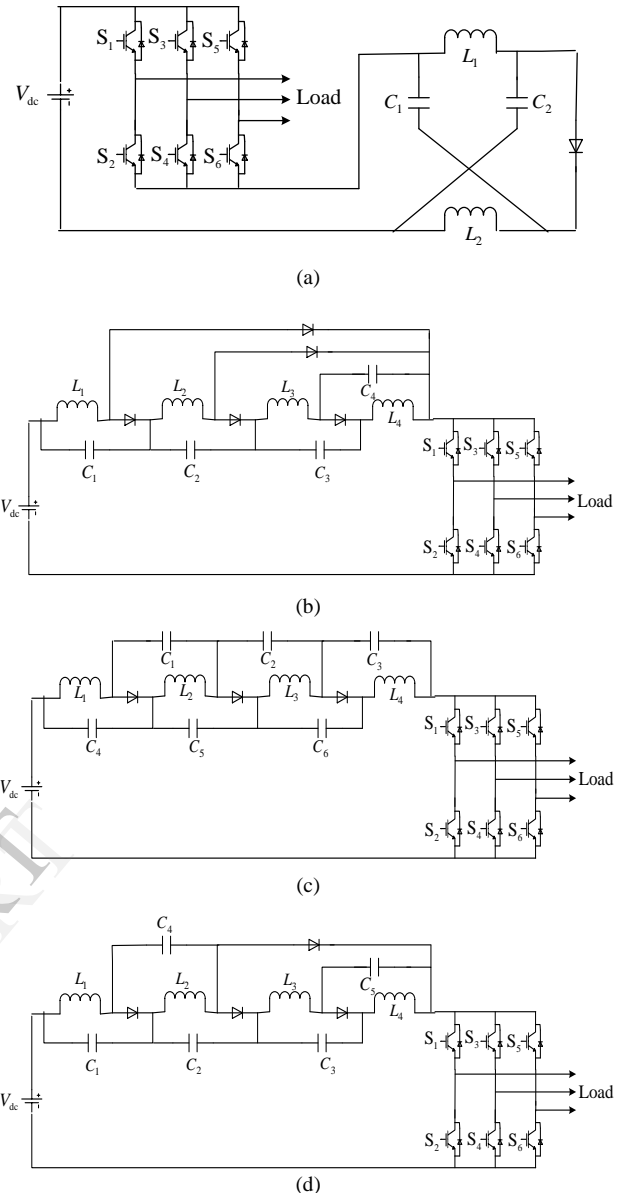 S1 S3 S5
L1
Vdc
Load
C1 C2
S2 S4 S6
L2
(a)
C4
L1 L2 L3
L4
C1 C2 C3
S1 S3 S5
Vdc
Load
S2 S4 S6
(b)
C1 C2 C3
L1 L2 L3 L4
C4 C5 C6
S1 S3 S5
Vdc
Load
S2 S4 S6
(c)
C4
L1 L2 L3
C5
L4
C1 C2 C3
S1 S3 S5
Vdc
Load
S2 S4 S6
(d)